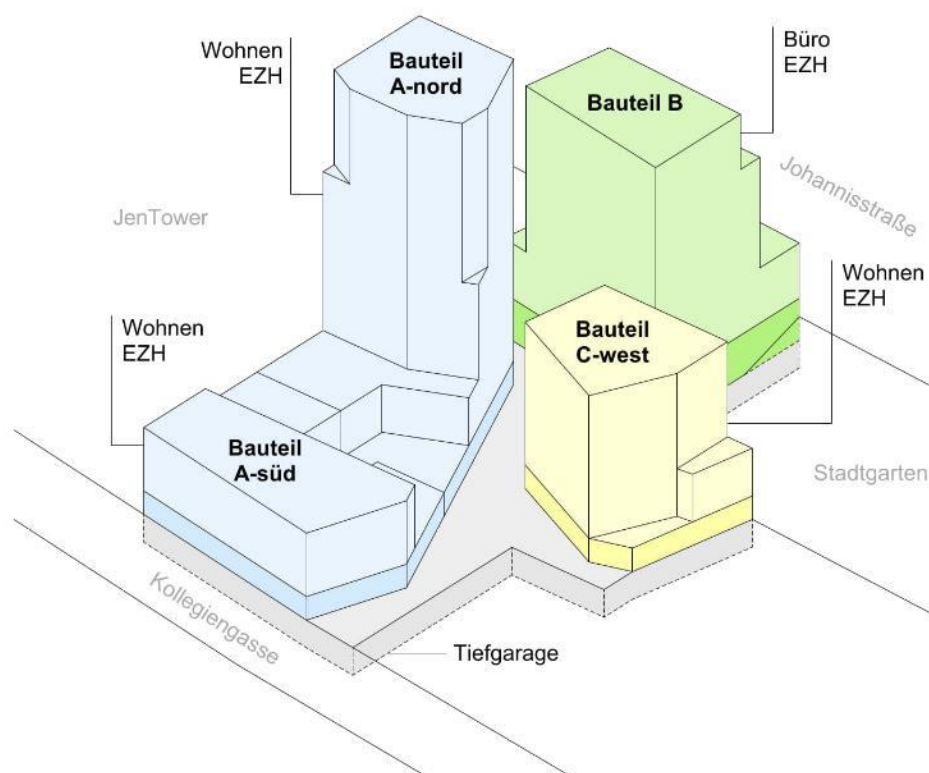 Wohnen
EZH
Bauteil
A-nord
Büro
EZH
Bauteil B
Johannisstraße
JenTower
Wohnen
EZH
Wohnen
EZH
Bauteil
C-west
Bauteil
A-süd
Stadtgarten
Kollegiengasse
Tiefgarage